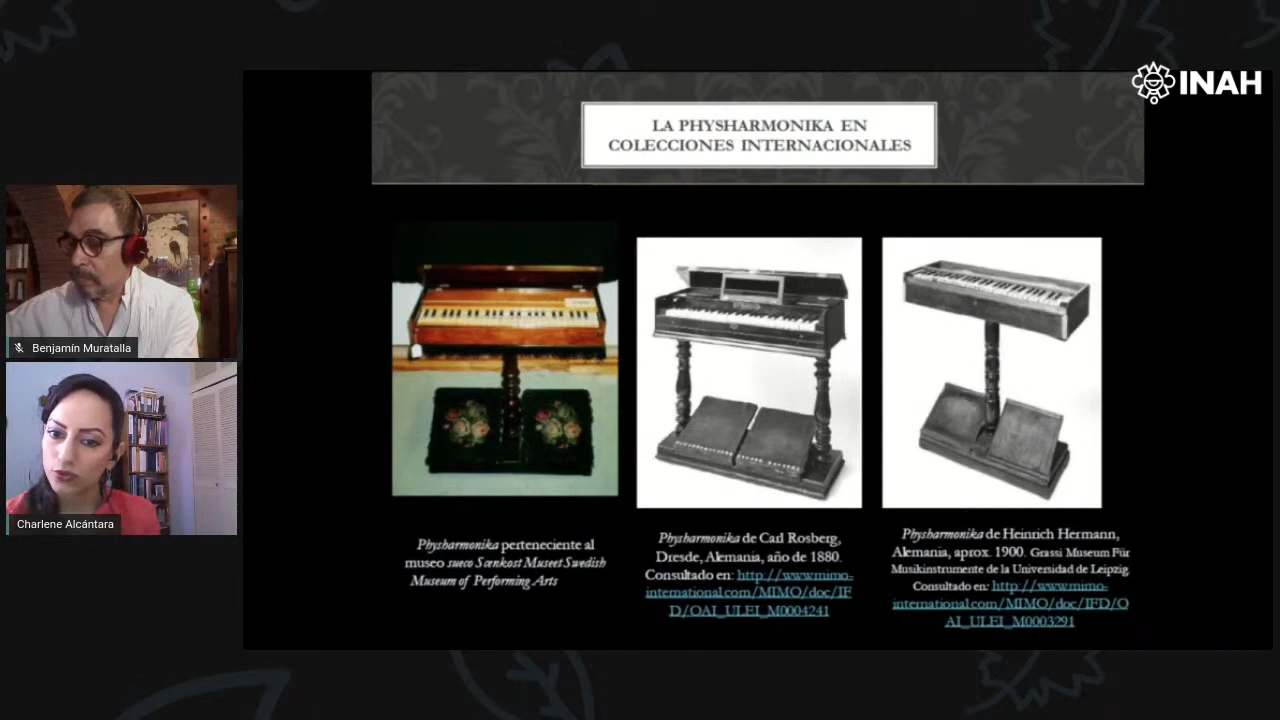 INAH
LA PHYSHARMONIKA EN
COLECCIONES INTERNACIONALES
Benjamín Muratalla
Charlene Alcántara
Physharmonika perteneciente al
museo sueco Scenkost Museet Swedish
Museum of Performing Arts
Physharmonika de Carl Rosberg,
Dresde, Alemania, año de 1880.
Consultado en: http://www.mimo-
international.com/MIMO/doc/IF
D/OAI_ULEI_M0004241
Physharmonika de Heinrich Hermann,
Alemania, aprox. 1900. Grassi Museum Für
Musikinstrumente de la Universidad de Leipzig.
Consultado en: http://www.mimo-
international.com/MIMO/doc/IFD/O
AI_ULEI_M0003291